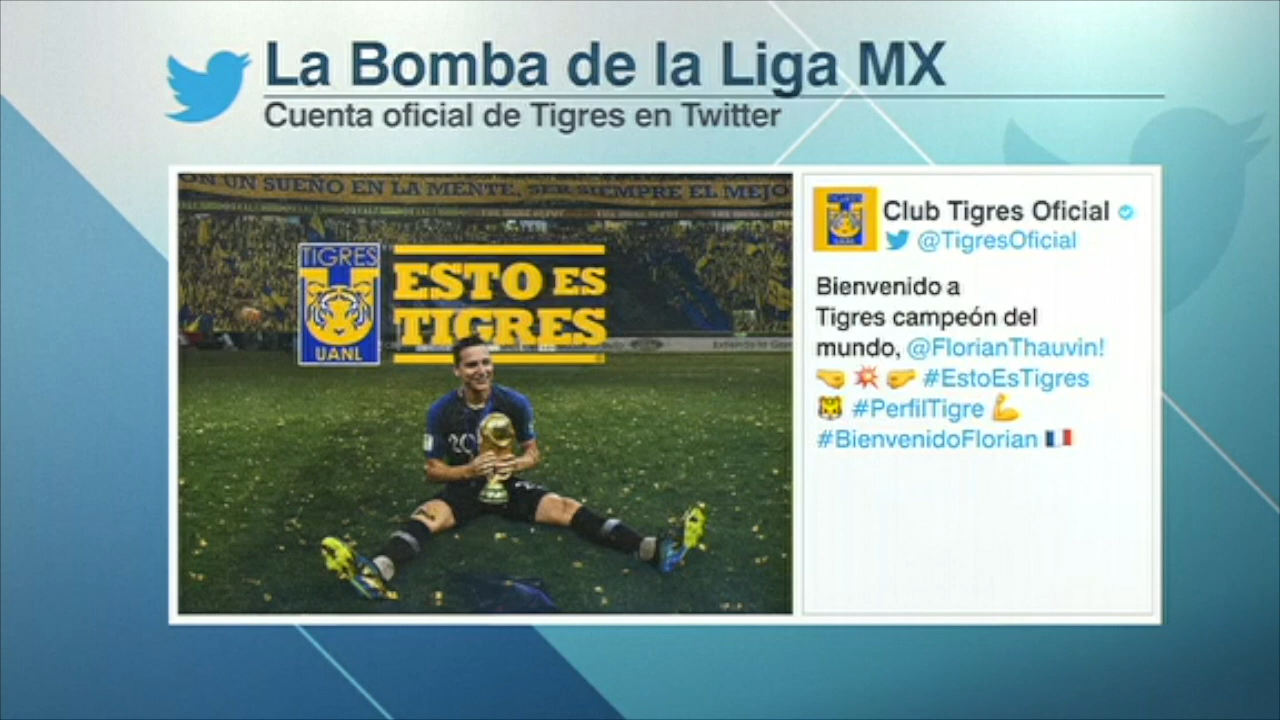 La Bomba de la Liga MX
Cuenta oficial de Tigres en Twitter
ON UN SUEÑO EN LA MENTE, SER SIEMPRE EL MEJO
TIGRES
UANL
ESTO ES
TIGRES
20
Club Tigres Oficial
@TigresOficial
Bienvenido a
Tigres campeón del
mundo, @FlorianThauvin!
🤜 💥 🤛 #EstoEsTigres
🐯 #PerfilTigre 💪
#BienvenidoFlorian 🇫🇷